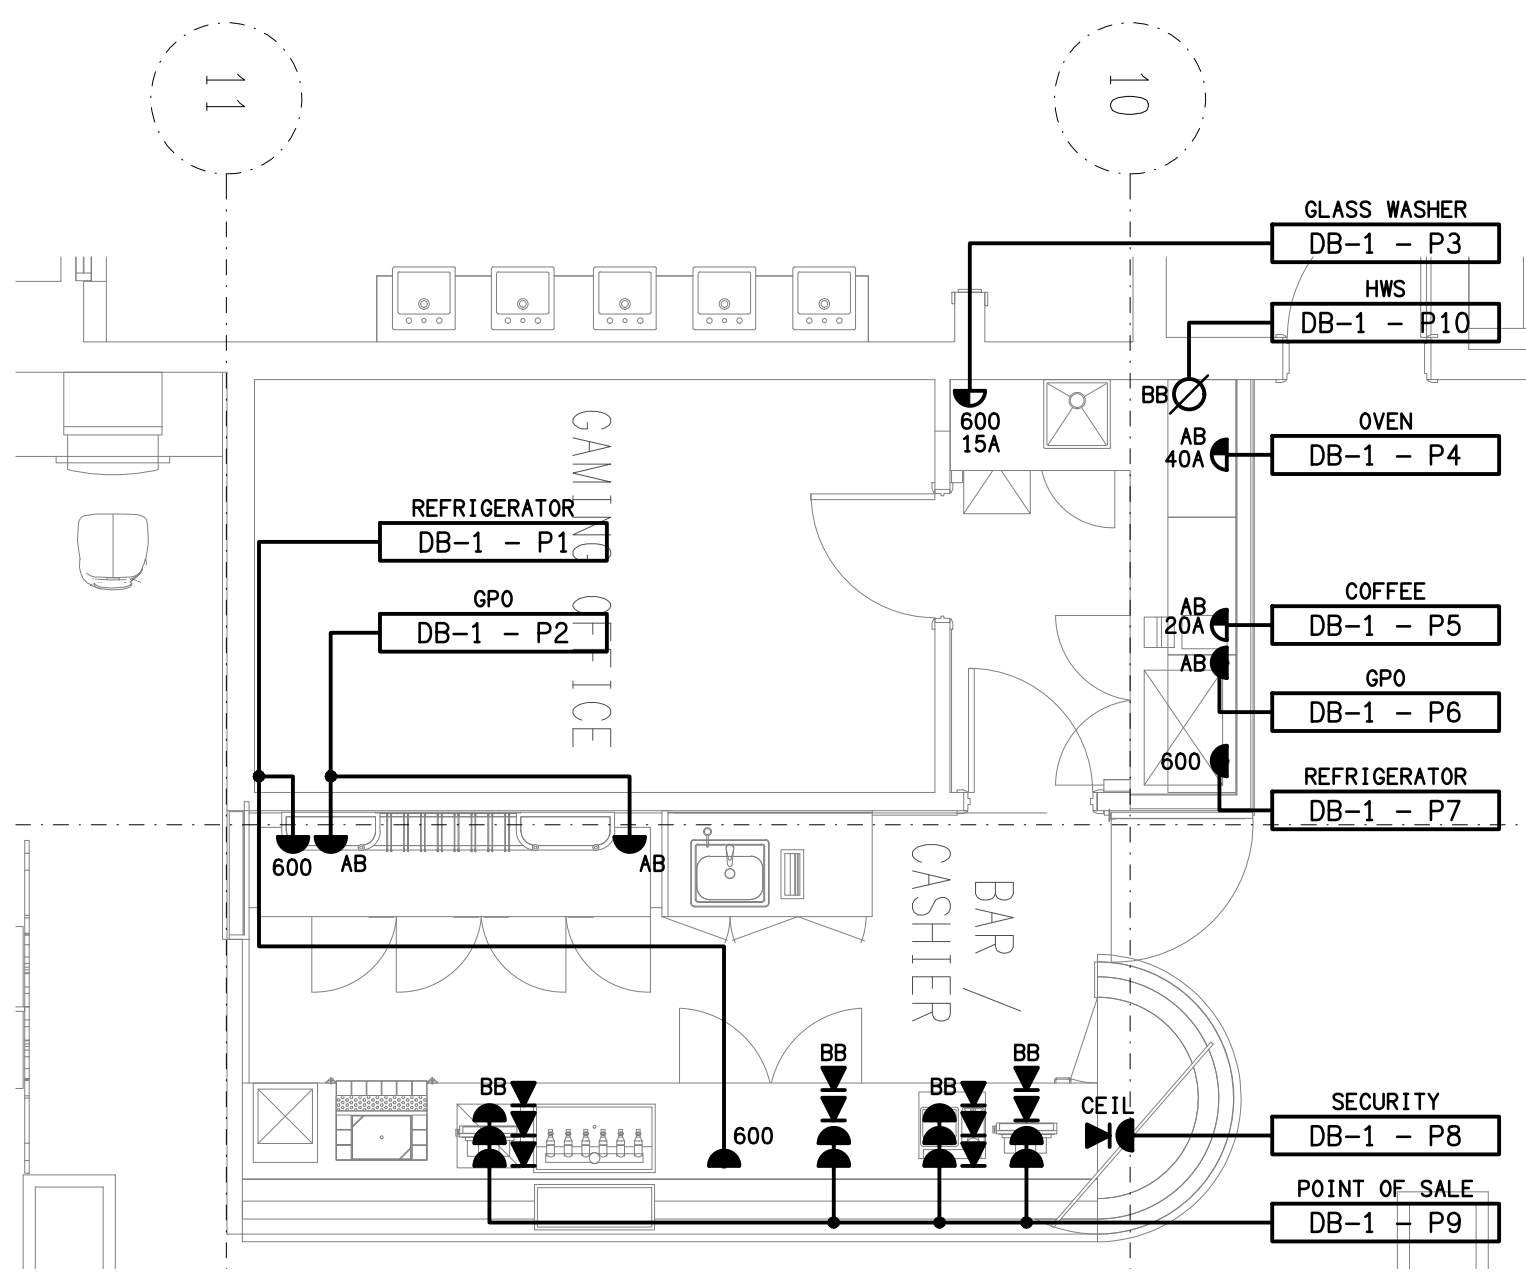 11
10
GLASS WASHER
DB-1 - P3
HWS
DB-1 - P10
BB
600
15A
OVEN
AB
40A
DB-1 - P4
GAMING OFFICE
REFRIGERATOR
DB-1 - P1
GPO
DB-1 - P2
COFFEE
AB
20A
DB-1 - P5
AB
GPO
DB-1 - P6
600
REFRIGERATOR
DB-1 - P7
600
AB
AB
BAR /
CASHIER
BB
BB
BB
BB
CEIL
600
SECURITY
DB-1 - P8
POINT OF SALE
DB-1 - P9